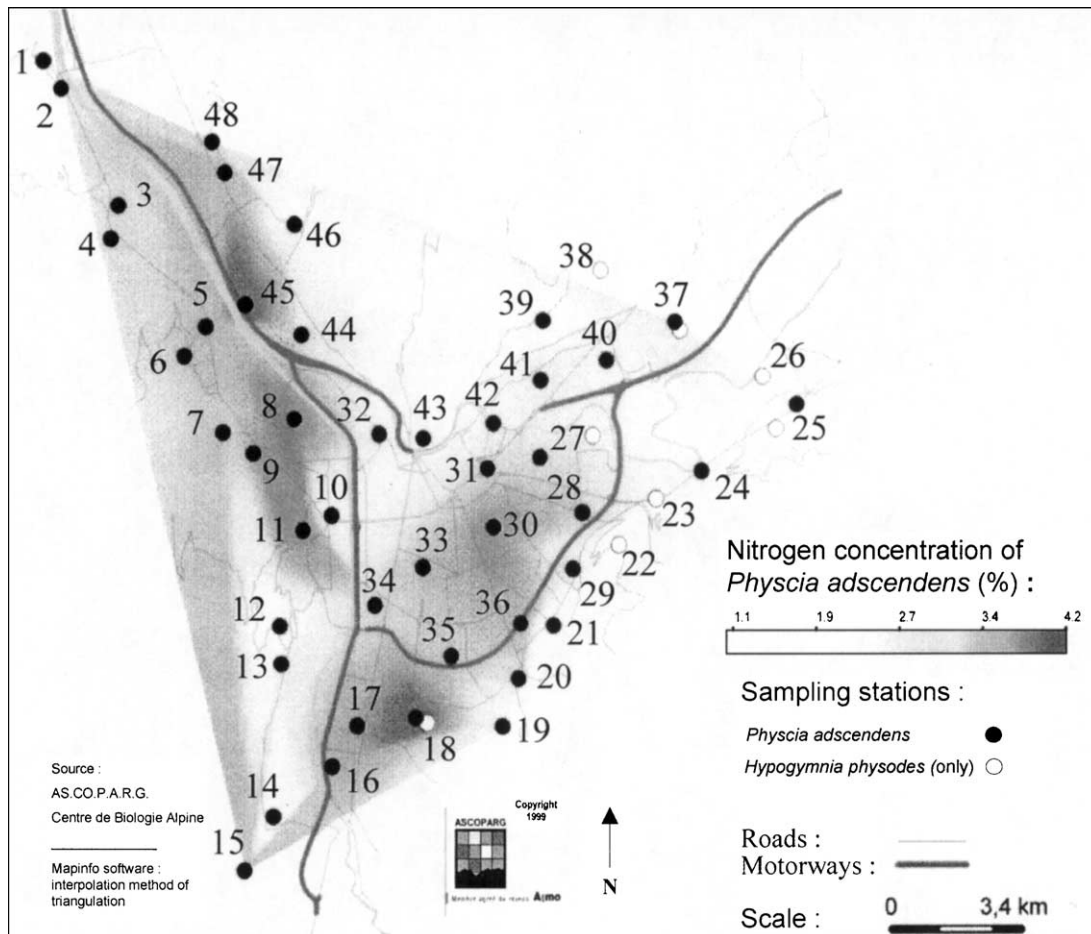 1
2
48
47
3
4
46
38
5
45
39
37
44
40
6
41
26
8
32
43
42
7
27
25
9
31
28
24
10
30
23
11
33
22
Nitrogen concentration of
Physcia adscendens (%) :
34
29
36
1.1 1.9 2.7 3.4 4.2
12
35
21
13
20
Sampling stations :
17
18
19
Physcia adscendens
Hypogymnia physodes (only)
16
Source :
AS.CO.P.A.R.G.
Centre de Biologie Alpine
14
15
Copyright
1999
ASCOPARG
Mapinfo software :
interpolation method of
triangulation
N
Roads :
Motorways :
Scale : 0 3,4 km